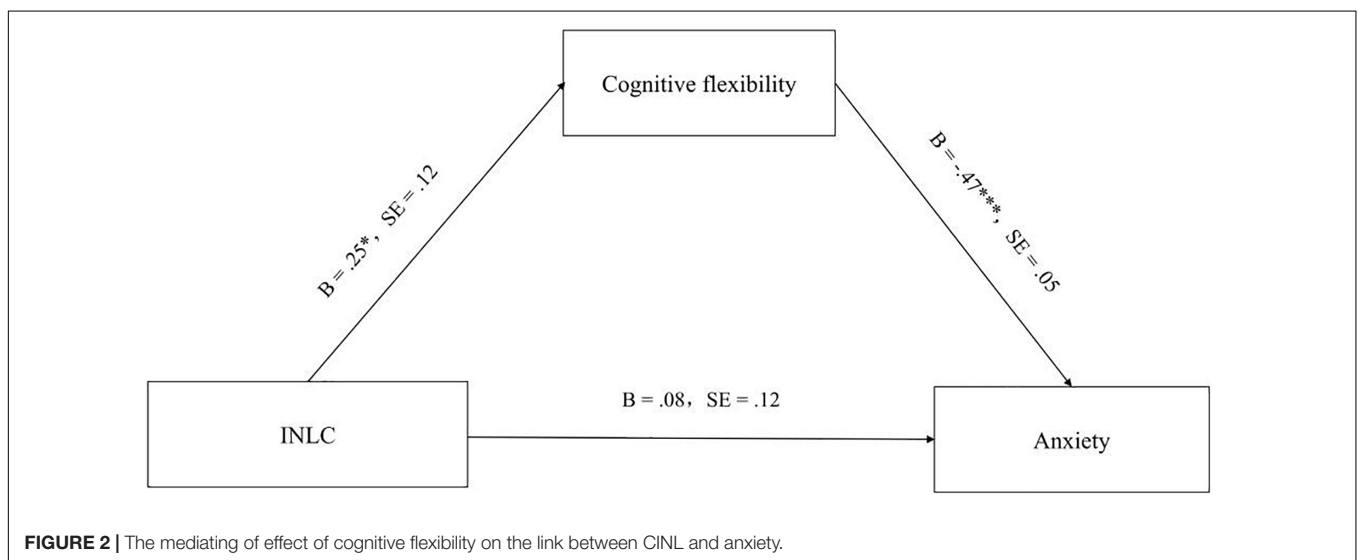 Cognitive flexibility
B = .25*, SE = .12
B = -.47***, SE = .05
B = .08, SE = .12
INLC
Anxiety
FIGURE 2 | The mediating of effect of cognitive flexibility on the link between CINL and anxiety.